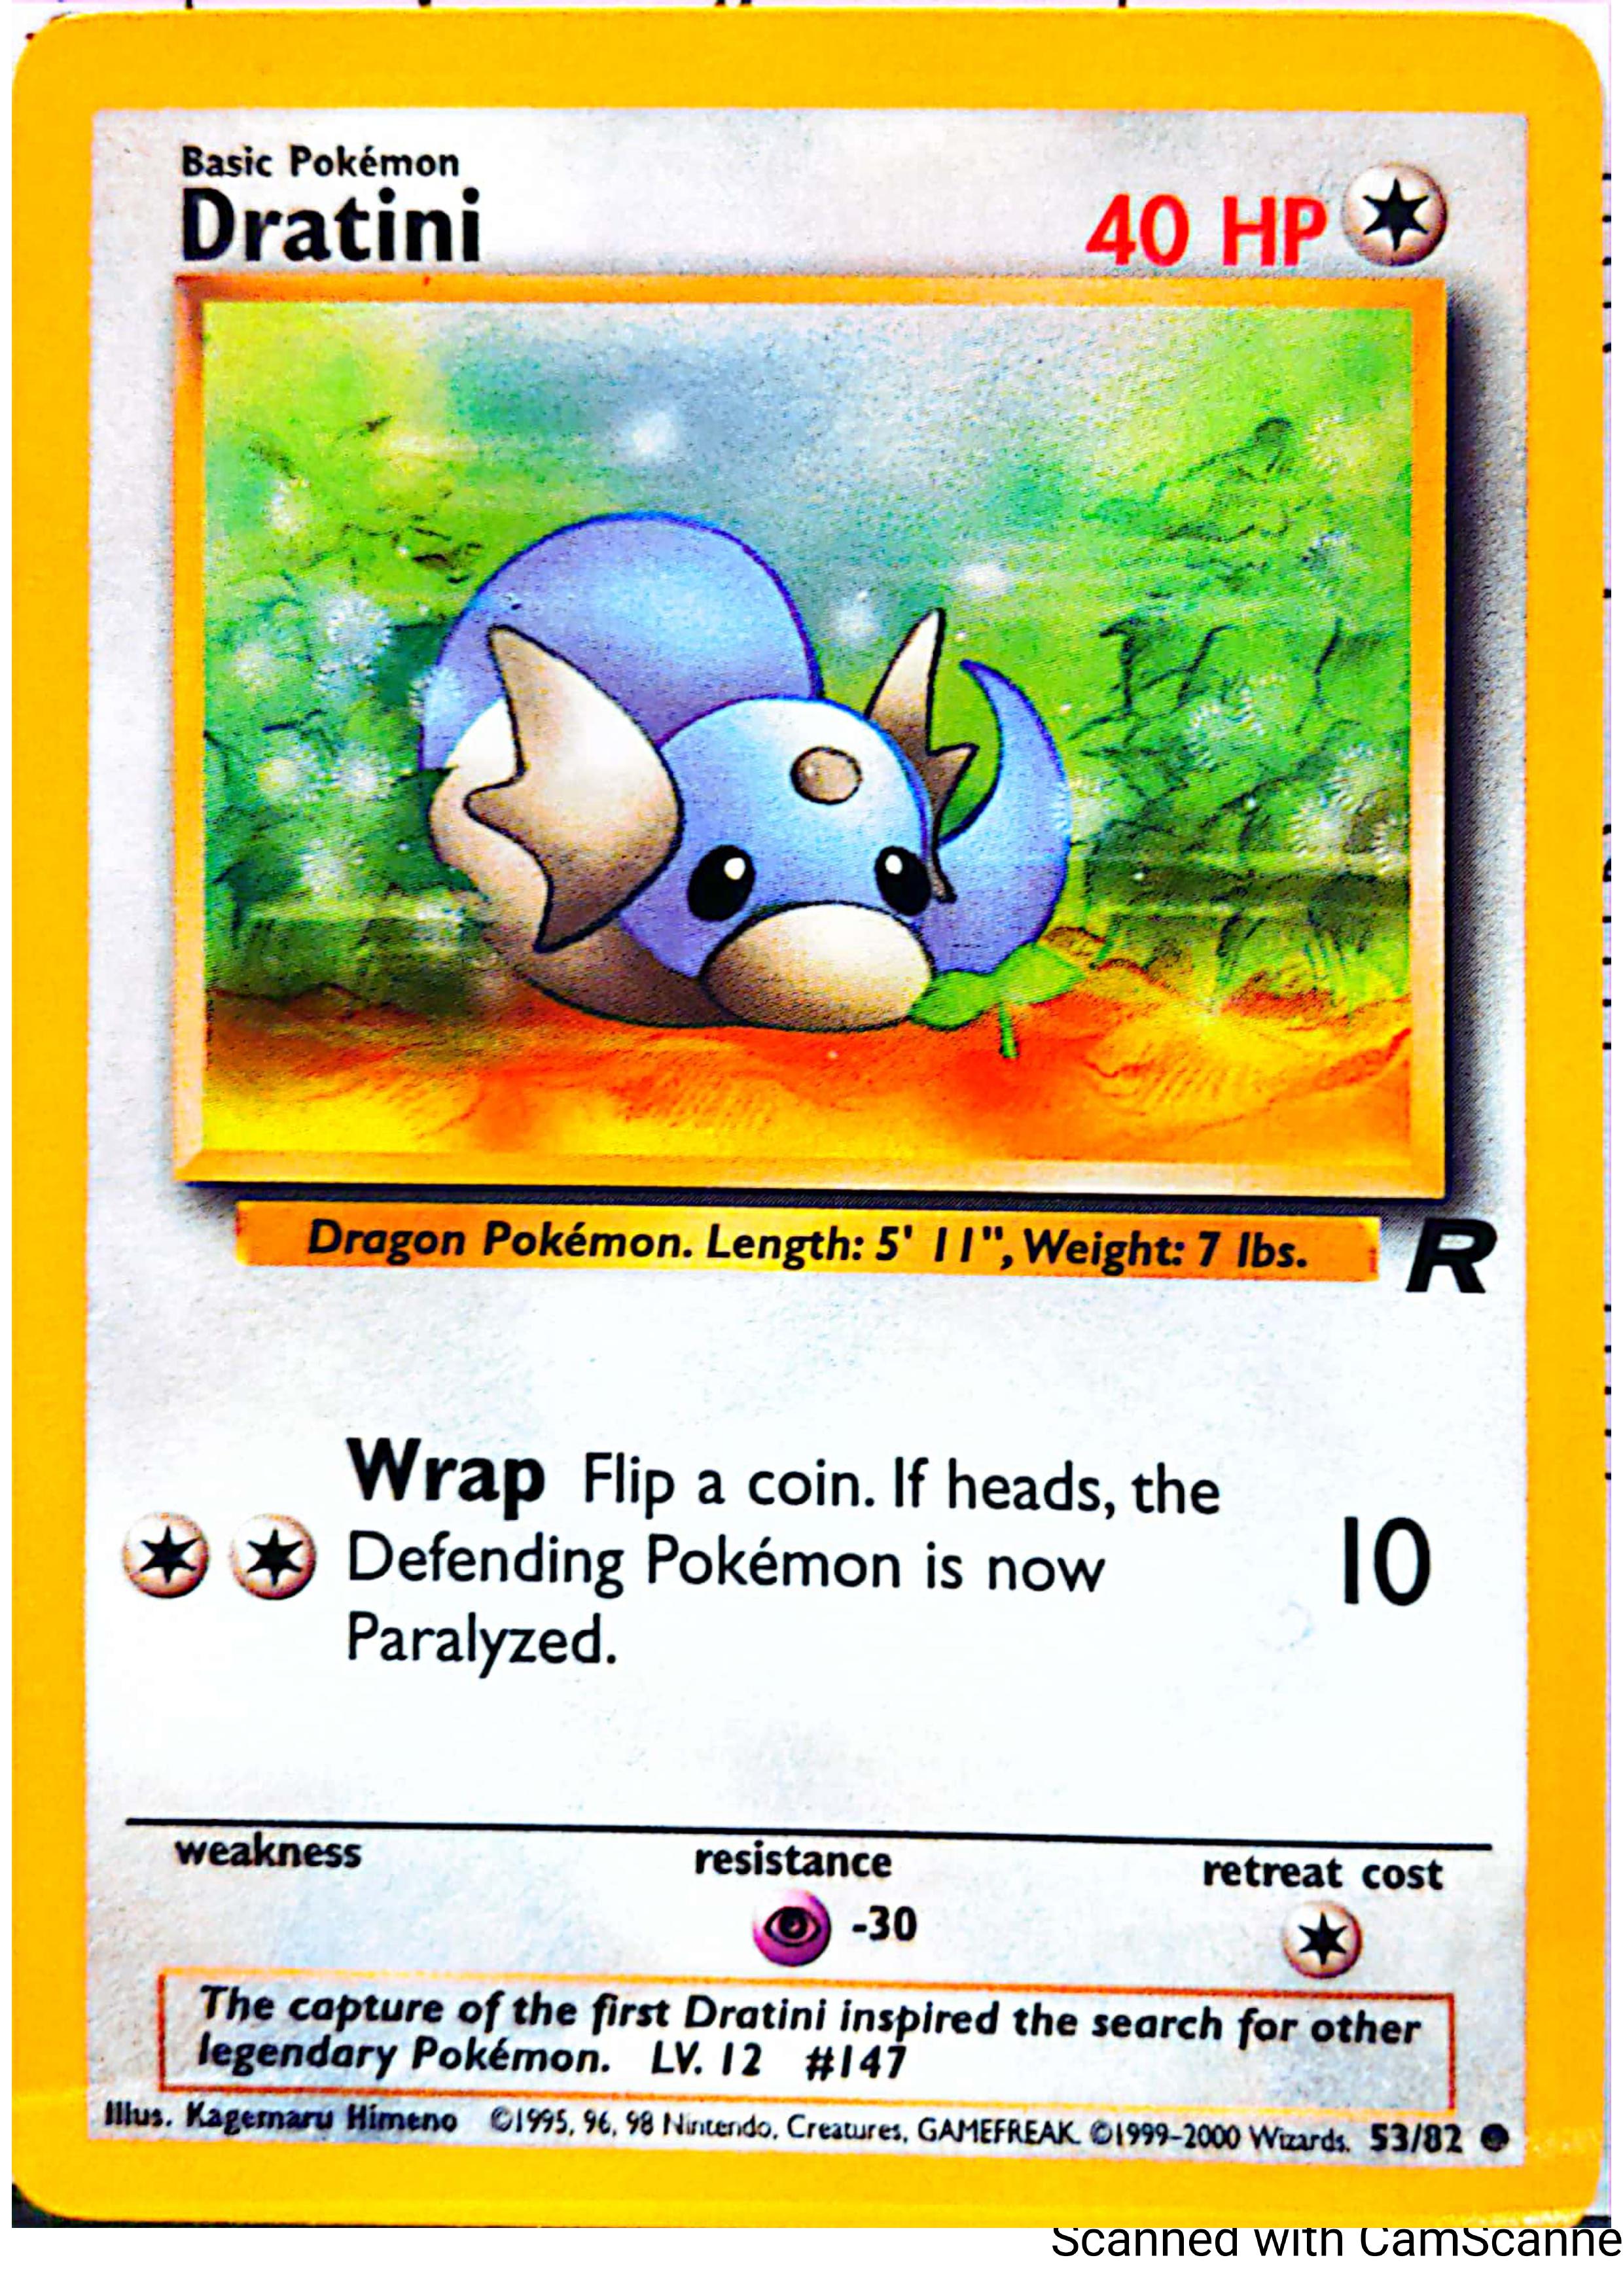 Basic Pokémon
Dratini
40 HP
Dragon Pokémon. Length: 5' 11", Weight: 7 lbs.
R
Wrap Flip a coin. If heads, the
Defending Pokémon is now
Paralyzed.
10
weakness
resistance
retreat cost
-30
The capture of the first Dratini inspired the search for other
legendary Pokémon. LV. 12 #147
Illus. Kagemaru Himeno ©1995, 96, 98 Nintendo, Creatures, GAMEFREAK. ©1999-2000 Wizards. 53/82
Scanned with CamScanne